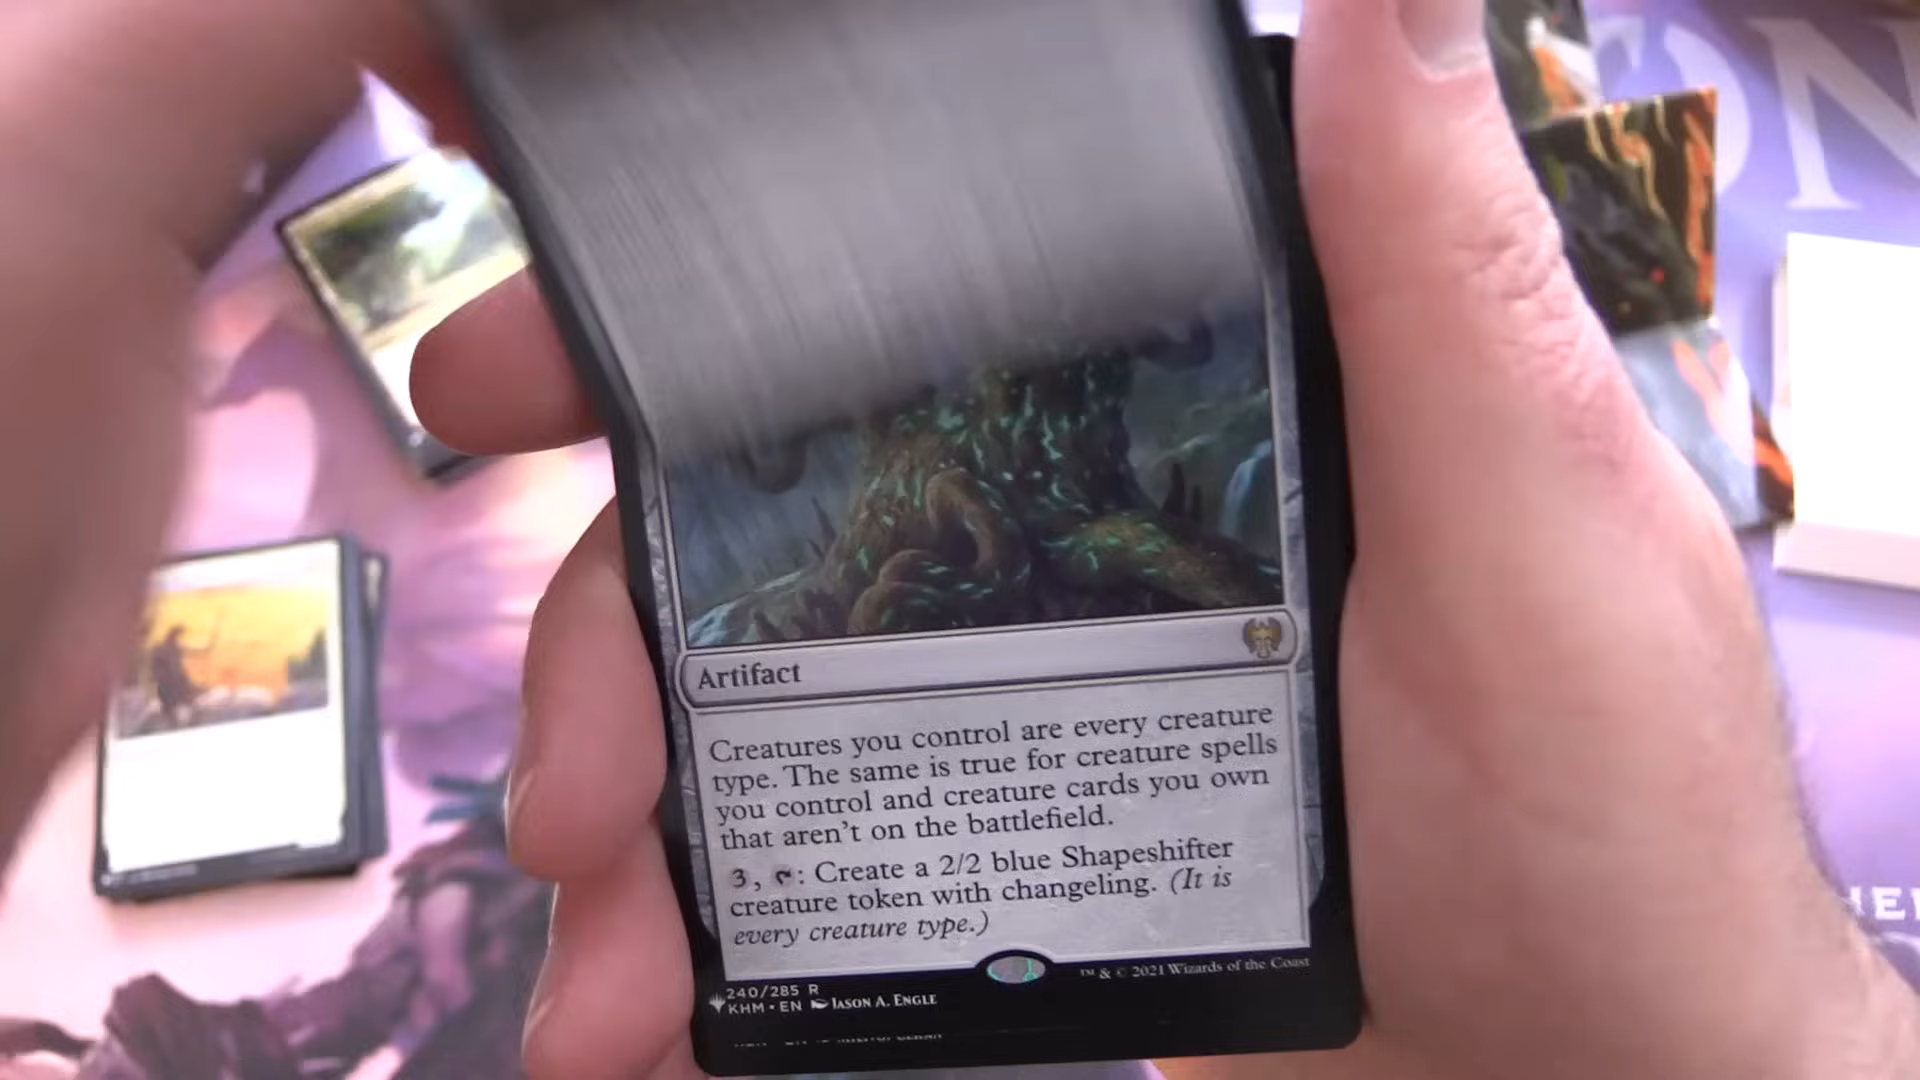 ON
Artifact
Creatures you control are every creature
type. The same is true for creature spells
you control and creature cards you own
that aren't on the battlefield.
3, : Create a 2/2 blue Shapeshifter
creature token with changeling. (It is
every creature type.)
™ & © 2021 Wizards of the Coast
240/285 R
KHM • EN JASON A. ENGLE
HE